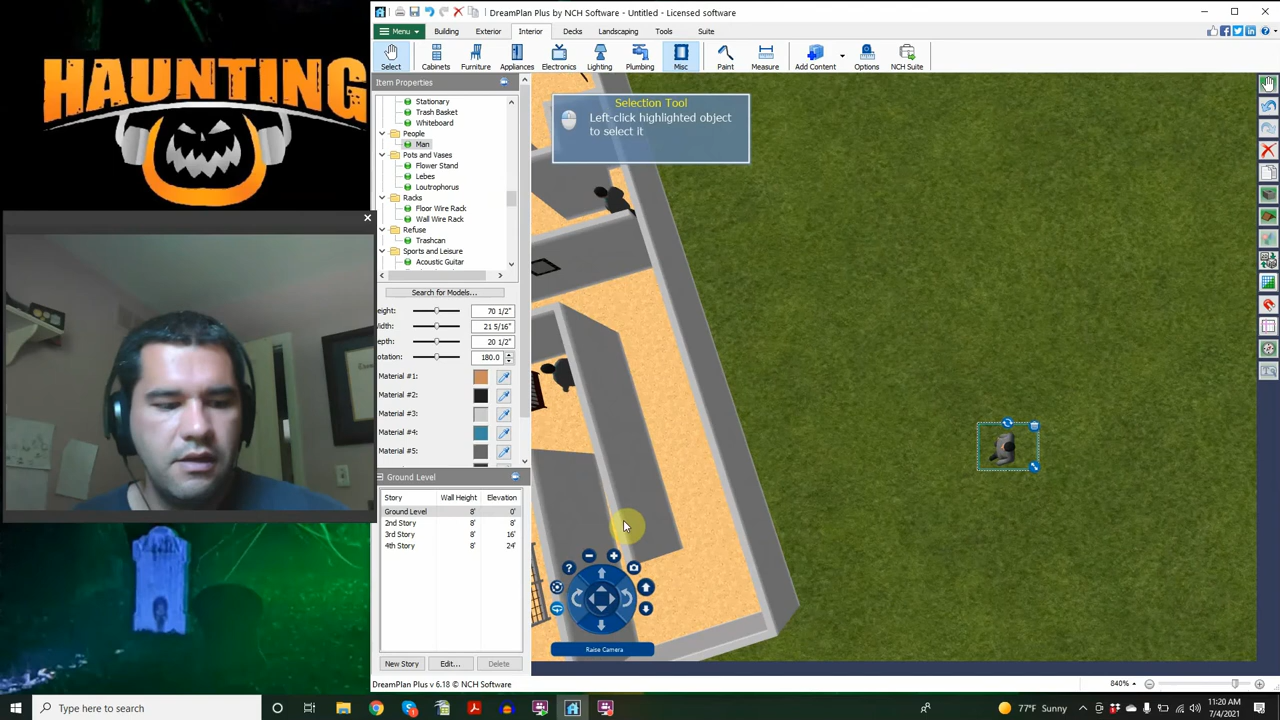 HAUNTING
DreamPlan Plus by NCH Software - Untitled - Licensed software
Menu Building Exterior Interior Decks Landscaping Tools Suite
Select Cabinets Furniture Appliances Electronics Lighting Plumbing Misc Paint Measure Add Content Options NCH Suite
Item Properties
Stationary
Trash Basket
Whiteboard
People
Man
Pots and Vases
Flower Stand
Lebes
Loutrophorus
Racks
Floor Wire Rack
Wall Wire Rack
Refuse
Trashcan
Sports and Leisure
Acoustic Guitar
Search for Models...
eight: 70 1/2"
Width: 21 5/16"
epth: 20 1/2"
otation: 180.0
Material #1:
Material #2:
Material #3:
Material #4:
Material #5:
Ground Level
Story Wall Height Elevation
Ground Level 8' 0'
2nd Story 8' 8'
3rd Story 8' 16'
4th Story 8' 24'
New Story Edit... Delete
DreamPlan Plus v 6.18 © NCH Software
Selection Tool
Left-click highlighted object
to select it
Raise Camera
840%
Type here to search
77°F Sunny
11:20 AM
7/4/2021